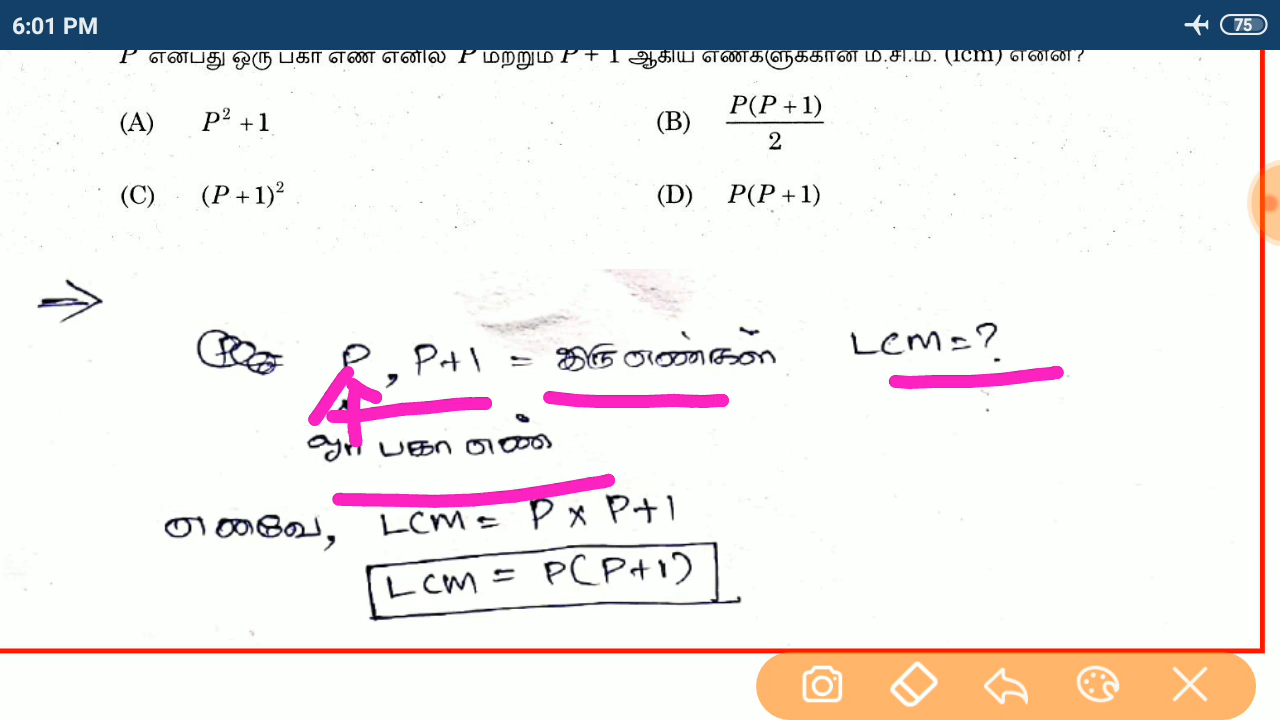 6:01 PM 75
P என்பது ஒரு பகா எண் எனில் P மற்றும் P + 1 ஆகிய எண்களுக்கான மீ.சி.ம. (lcm) என்ன?
(A) P² + 1 (B) P(P + 1)/2
(C) (P + 1)² (D) P(P + 1)
P, P+1 = இரு எண்கள் LCM = ?
ஓர் பகா எண்
எனவே, LCM = P × P+1
LCM = P(P+1)